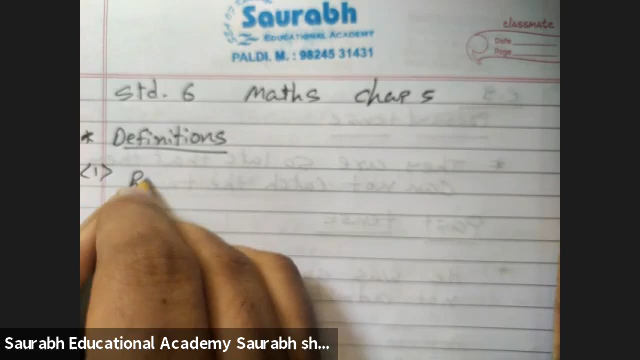 Saurabh
EDUCATIONAL ACADEMY
PALDI. M. : 98245 31431
classmate
Date
Page
Std. 6 Maths chap 5
* Definitions
<1>
Saurabh Educational Academy Saurabh sh...